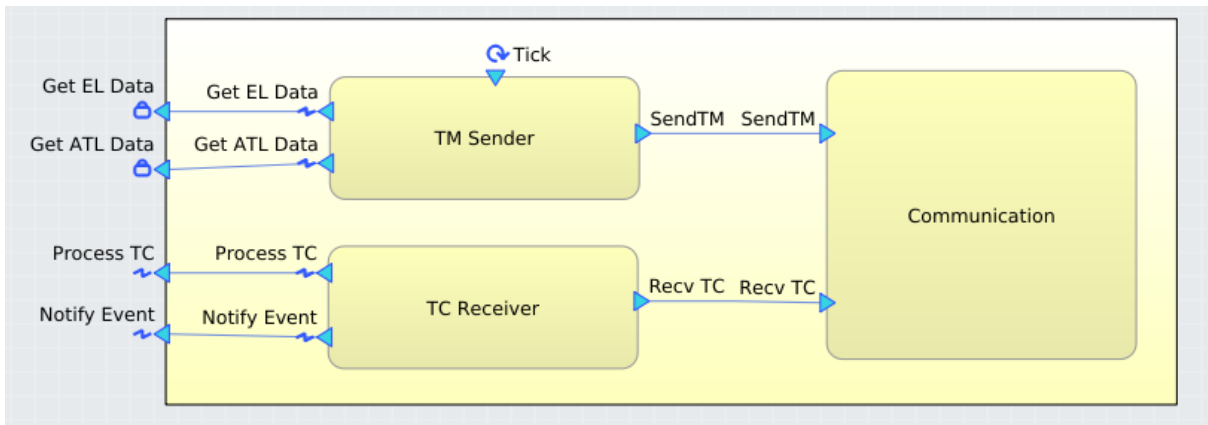 Tick
Get EL Data
Get EL Data
SendTM SendTM
TM Sender
Get ATL Data
Get ATL Data
Communication
Process TC
Process TC
Recv TC Recv TC
TC Receiver
Notify Event
Notify Event